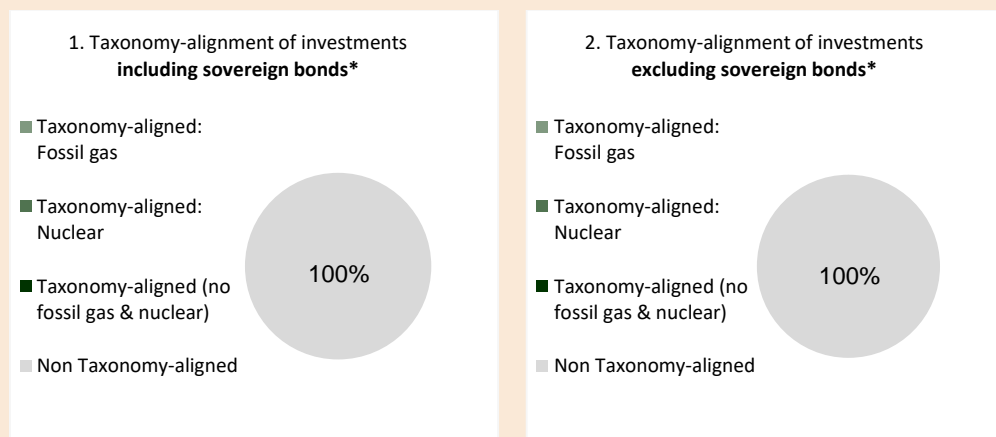 1. Taxonomy-alignment of investments
including sovereign bonds*
Taxonomy-aligned:
Fossil gas
Taxonomy-aligned:
Nuclear
Taxonomy-aligned (no
fossil gas & nuclear)
Non Taxonomy-aligned
100%
2. Taxonomy-alignment of investments
excluding sovereign bonds*
Taxonomy-aligned:
Fossil gas
Taxonomy-aligned:
Nuclear
Taxonomy-aligned (no
fossil gas & nuclear)
Non Taxonomy-aligned
100%